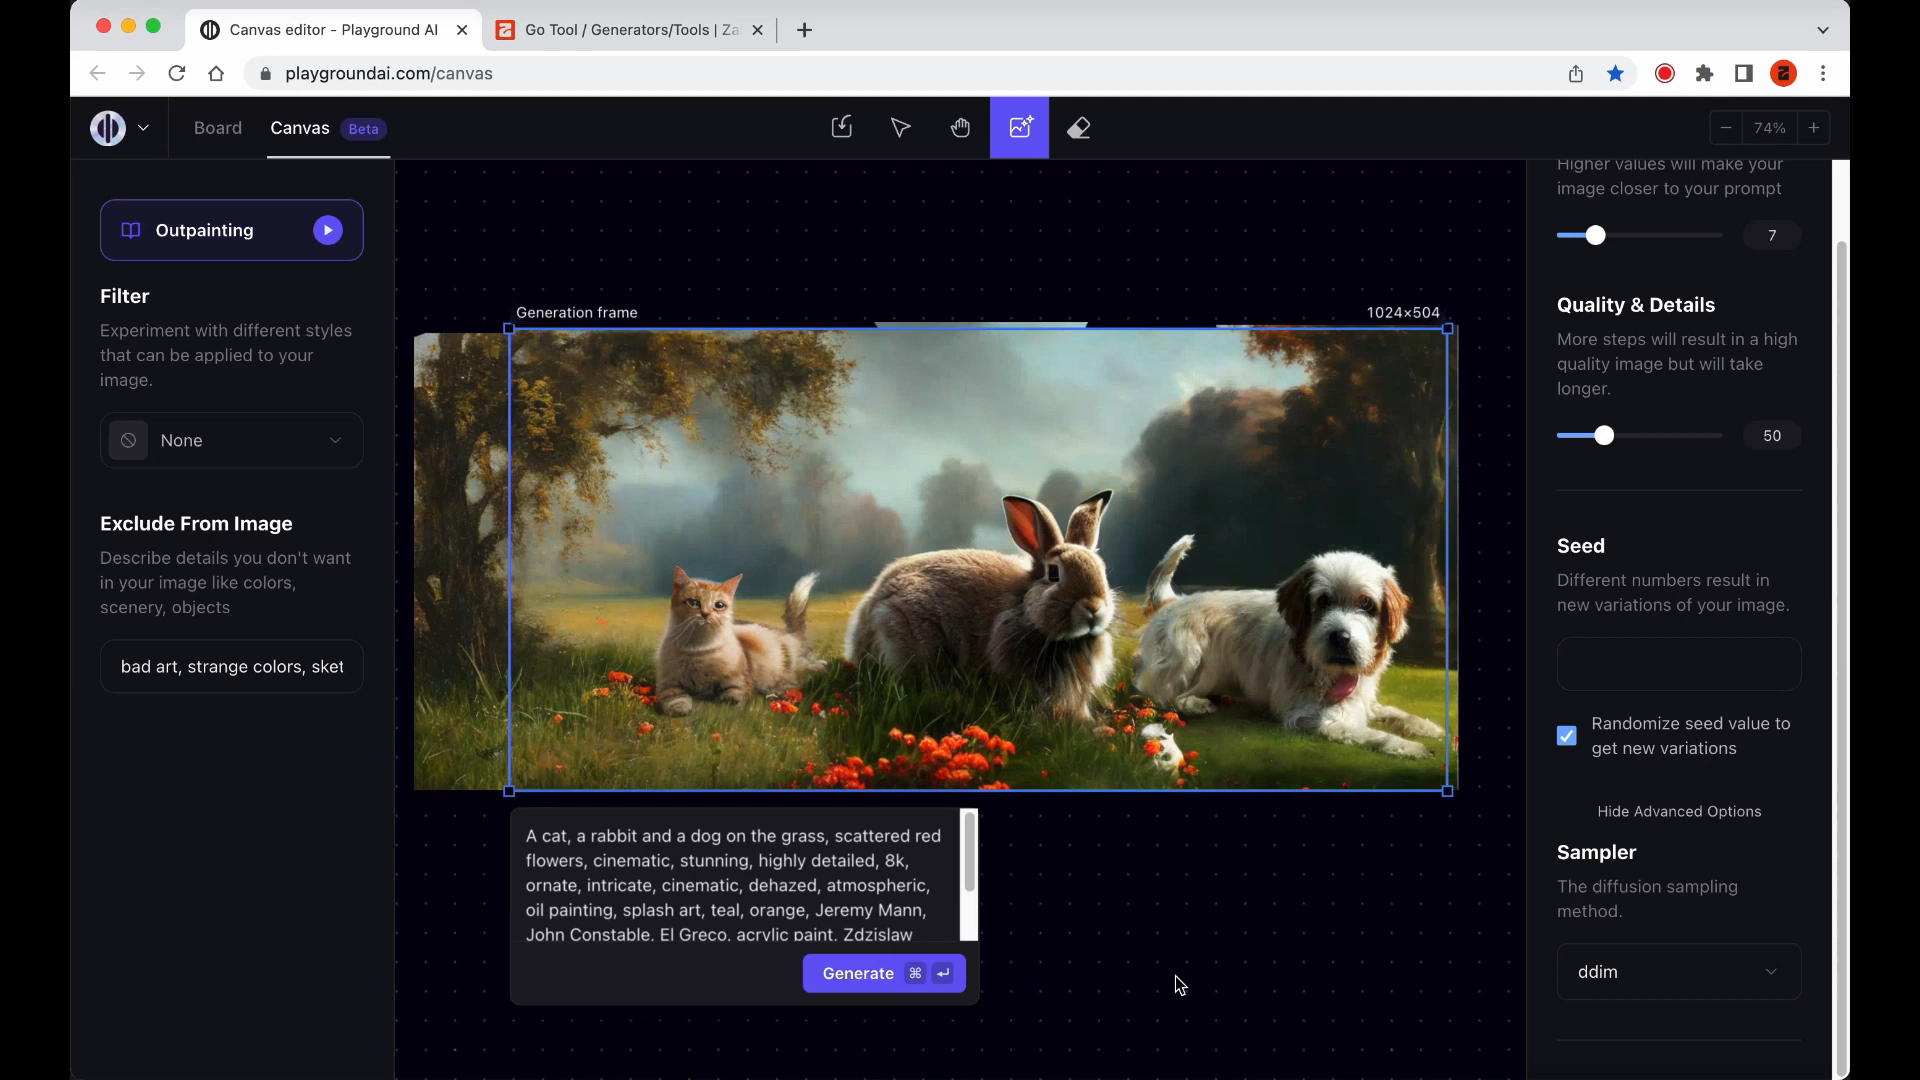 Canvas editor - Playground AI
Go Tool / Generators/Tools | Za
playgroundai.com/canvas
Board
Canvas
Beta
74%
Outpainting
Filter
Experiment with different styles
that can be applied to your
image.
None
Exclude From Image
Describe details you don't want
in your image like colors,
scenery, objects
bad art, strange colors, sket
Generation frame
1024×504
A cat, a rabbit and a dog on the grass, scattered red
flowers, cinematic, stunning, highly detailed, 8k,
ornate, intricate, cinematic, dehazed, atmospheric,
oil painting, splash art, teal, orange, Jeremy Mann,
John Constable, El Greco, acrylic paint, Zdzislaw
Generate
Higher values will make your
image closer to your prompt
7
Quality & Details
More steps will result in a high
quality image but will take
longer.
50
Seed
Different numbers result in
new variations of your image.
Randomize seed value to
get new variations
Hide Advanced Options
Sampler
The diffusion sampling
method.
ddim